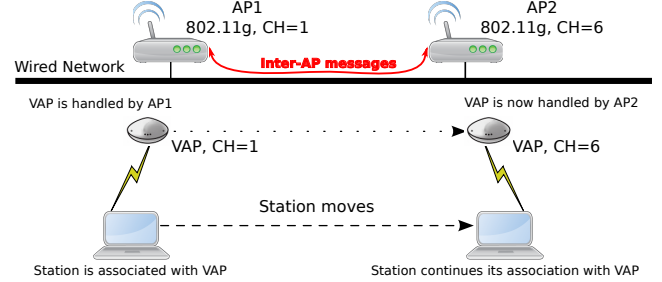 AP1
802.11g, CH=1
AP2
802.11g, CH=6
Inter-AP messages
Wired Network
VAP is handled by AP1
VAP is now handled by AP2
VAP, CH=1
VAP, CH=6
Station moves
Station is associated with VAP
Station continues its association with VAP